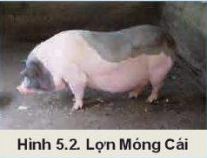 Hình 5.2. Lợn Móng Cái